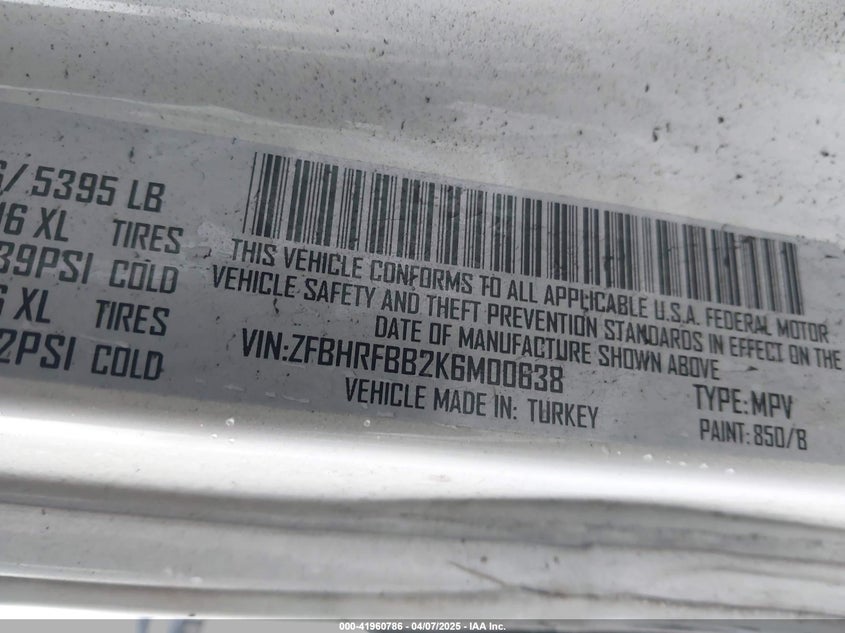 / 5395 LB
16 XL TIRES
39PSI COLD
XL TIRES
2PSI COLD
THIS VEHICLE CONFORMS TO ALL APPLICABLE U.S.A. FEDERAL MOTOR
VEHICLE SAFETY AND THEFT PREVENTION STANDARDS IN EFFECT ON THE
DATE OF MANUFACTURE SHOWN ABOVE
VIN:ZFBHRFBB2K6M00638
TYPE:MPV
VEHICLE MADE IN: TURKEY
PAINT: 850/B
000-41960786 - 04/07/2025 - IAA Inc.